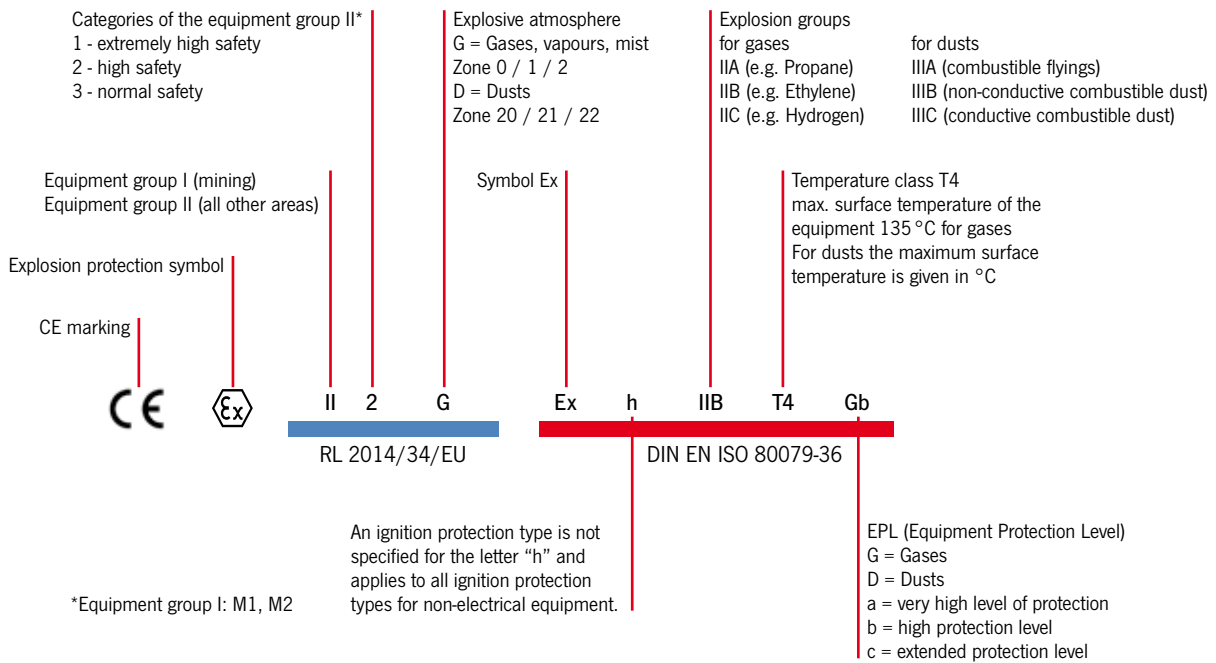 Categories of the equipment group II*
1 - extremely high safety
2 - high safety
3 - normal safety
Explosive atmosphere
G = Gases, vapours, mist
Zone 0 / 1 / 2
D = Dusts
Zone 20 / 21 / 22
Explosion groups
for gases
IIA (e.g. Propane)
IIB (e.g. Ethylene)
IIC (e.g. Hydrogen)
for dusts
IIIA (combustible flyings)
IIIB (non-conductive combustible dust)
IIIC (conductive combustible dust)
Equipment group I (mining)
Equipment group II (all other areas)
Symbol Ex
Temperature class T4
max. surface temperature of the
equipment 135 °C for gases
For dusts the maximum surface
temperature is given in °C
Explosion protection symbol
CE marking
CE Ex II 2 G Ex h IIB T4 Gb
RL 2014/34/EU
DIN EN ISO 80079-36
An ignition protection type is not
specified for the letter “h” and
applies to all ignition protection
types for non-electrical equipment.
EPL (Equipment Protection Level)
G = Gases
D = Dusts
a = very high level of protection
b = high protection level
c = extended protection level
*Equipment group I: M1, M2